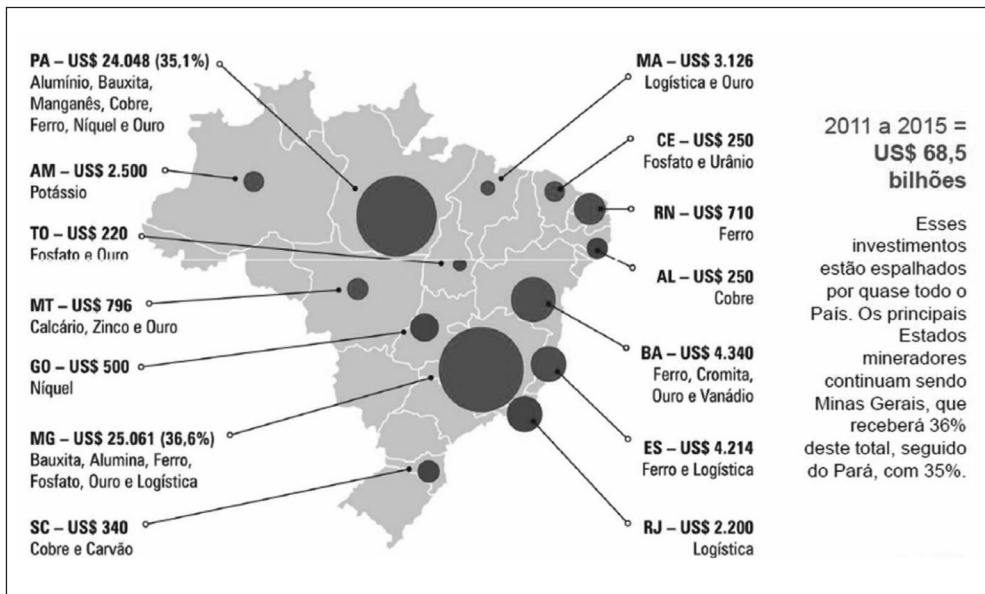 PA – US$ 24.048 (35,1%)
Alumínio, Bauxita,
Manganês, Cobre,
Ferro, Níquel e Ouro
AM – US$ 2.500
Potássio
TO – US$ 220
Fosfato e Ouro
MT – US$ 796
Calcário, Zinco e Ouro
GO – US$ 500
Níquel
MG – US$ 25.061 (36,6%)
Bauxita, Alumina, Ferro,
Fosfato, Ouro e Logística
SC – US$ 340
Cobre e Carvão
MA – US$ 3.126
Logística e Ouro
CE – US$ 250
Fosfato e Urânio
RN – US$ 710
Ferro
AL – US$ 250
Cobre
BA – US$ 4.340
Ferro, Cromita,
Ouro e Vanádio
ES – US$ 4.214
Ferro e Logística
RJ – US$ 2.200
Logística
2011 a 2015 =
US$ 68,5
bilhões
Esses
investimentos
estão espalhados
por quase todo o
País. Os principais
Estados
mineradores
continuam sendo
Minas Gerais, que
receberá 36%
deste total, seguido
do Pará, com 35%.